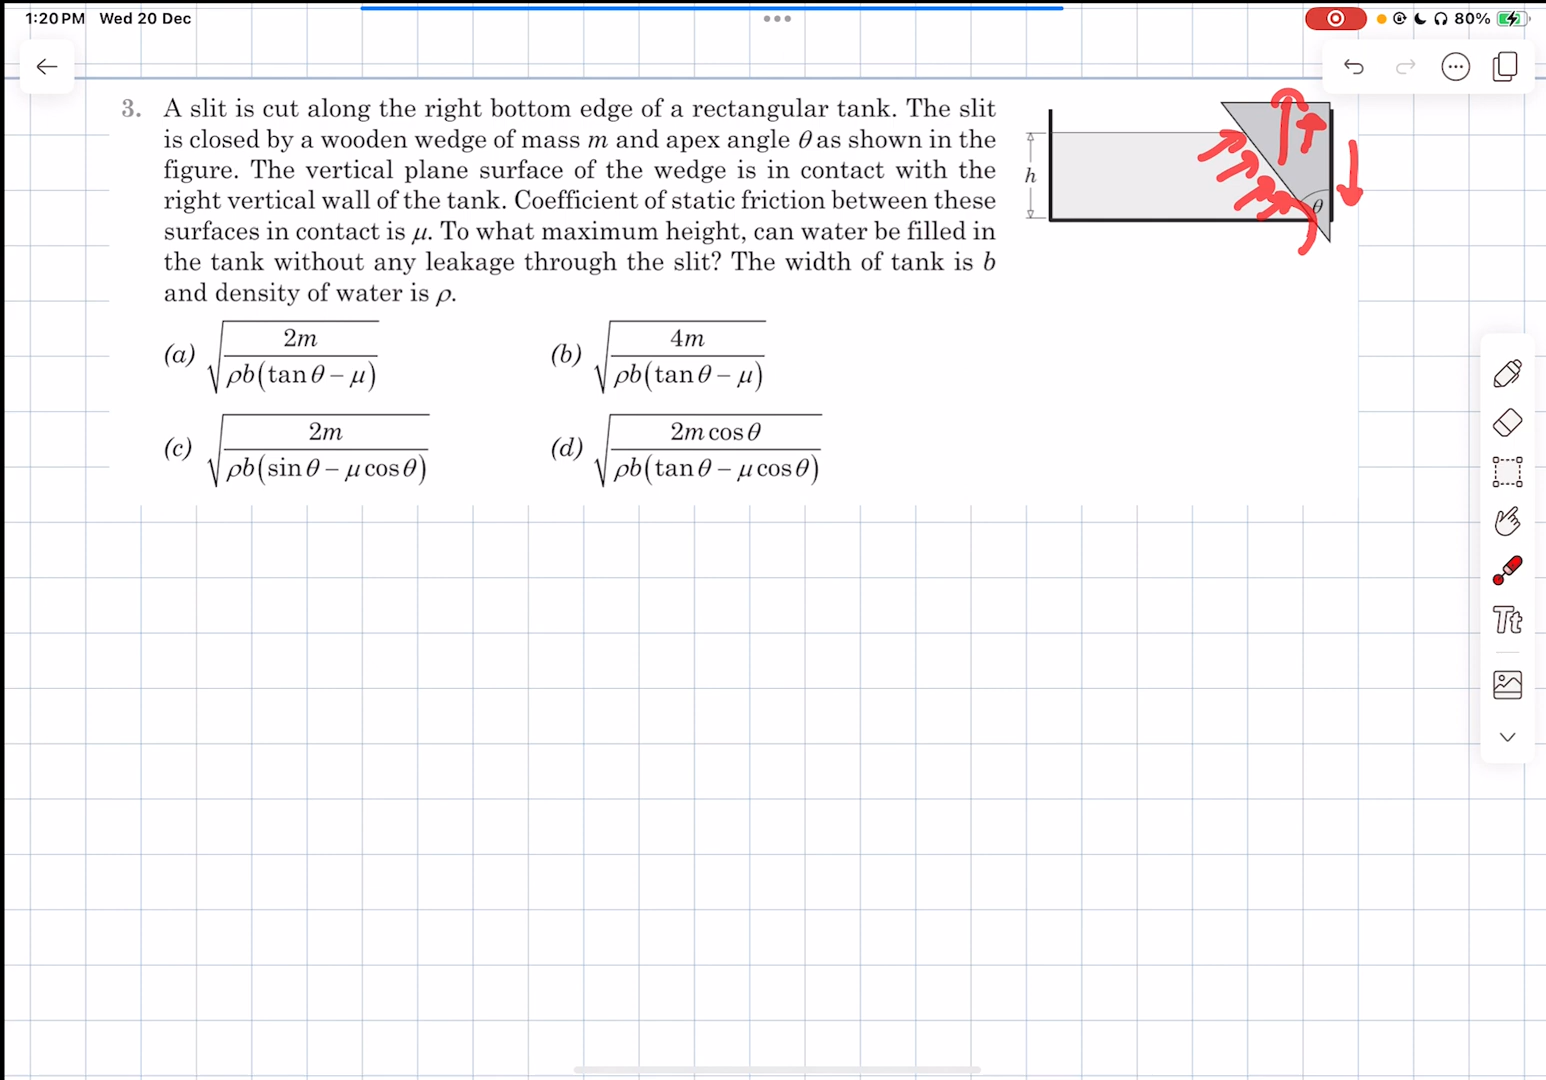 1:20 PM Wed 20 Dec
80%
3. A slit is cut along the right bottom edge of a rectangular tank. The slit
is closed by a wooden wedge of mass m and apex angle θ as shown in the
figure. The vertical plane surface of the wedge is in contact with the
right vertical wall of the tank. Coefficient of static friction between these
surfaces in contact is μ. To what maximum height, can water be filled in
the tank without any leakage through the slit? The width of tank is b
and density of water is ρ.
h
θ
(a) √(2m / ρb(tan θ – μ))
(b) √(4m / ρb(tan θ – μ))
(c) √(2m / ρb(sin θ – μ cos θ))
(d) √(2m cos θ / ρb(tan θ – μ cos θ))
Tt